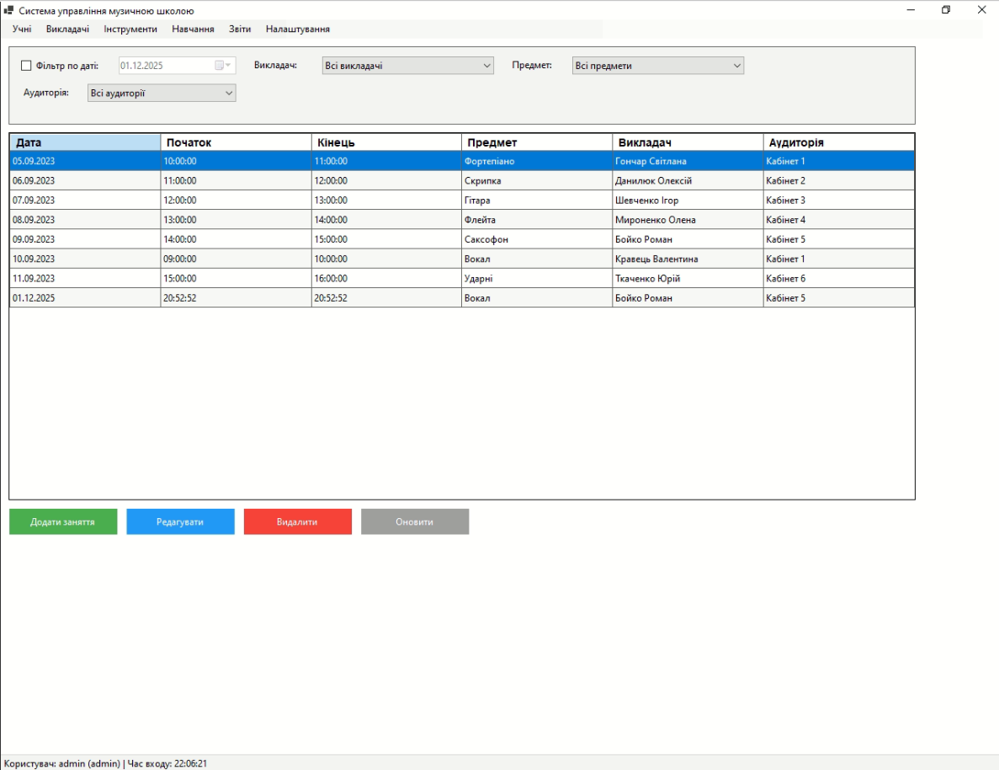 Система управління музичною школою
Учні Викладачі Інструменти Навчання Звіти Налаштування
Фільтр по даті: 01.12.2025 Викладач: Всі викладачі Предмет: Всі предмети
Аудиторія: Всі аудиторії
Дата Початок Кінець Предмет Викладач Аудиторія
05.09.2023 10:00:00 11:00:00 Фортепіано Гончар Світлана Кабінет 1
06.09.2023 11:00:00 12:00:00 Скрипка Данилюк Олексій Кабінет 2
07.09.2023 12:00:00 13:00:00 Гітара Шевченко Ігор Кабінет 3
08.09.2023 13:00:00 14:00:00 Флейта Мироненко Олена Кабінет 4
09.09.2023 14:00:00 15:00:00 Саксофон Бойко Роман Кабінет 5
10.09.2023 09:00:00 10:00:00 Вокал Кравець Валентина Кабінет 1
11.09.2023 15:00:00 16:00:00 Ударні Ткаченко Юрій Кабінет 6
01.12.2025 20:52:52 20:52:52 Вокал Бойко Роман Кабінет 5
Додати заняття Редагувати Видалити Оновити
Користувач: admin (admin) | Час входу: 22:06:21